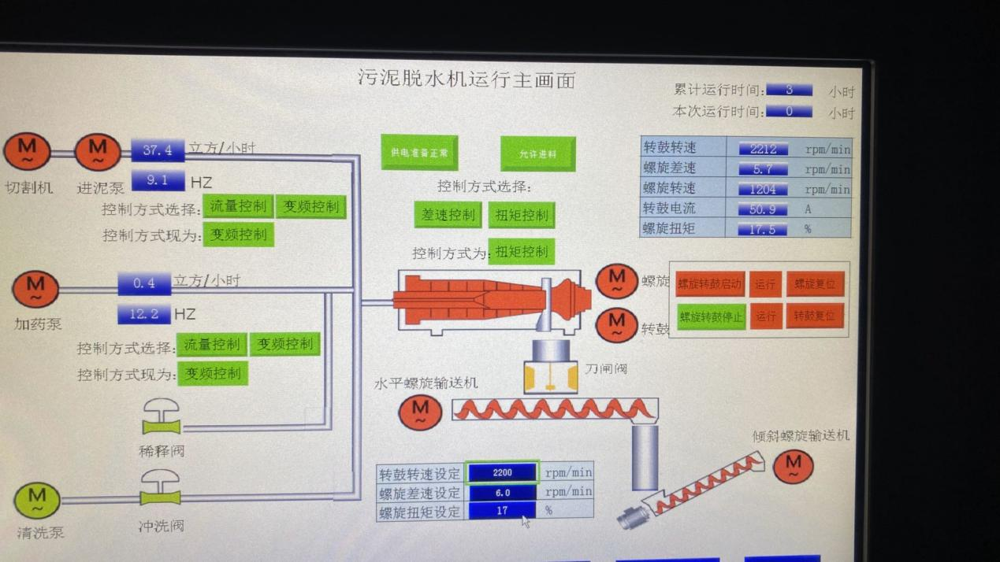 污泥脱水机运行主画面
累计运行时间: 3 小时
本次运行时间: 0 小时
M ~
M ~
37.4 立方/小时
9.1 HZ
切割机
进泥泵
控制方式选择: 流量控制 变频控制
控制方式现为: 变频控制
供电准备正常
允许进料
控制方式选择:
差速控制 扭矩控制
控制方式为: 扭矩控制
转鼓转速 2212 rpm/min
螺旋差速 5.7 rpm/min
螺旋转速 1204 rpm/min
转鼓电流 50.9 A
螺旋扭矩 17.5 %
M ~
0.4 立方/小时
12.2 HZ
加药泵
控制方式选择: 流量控制 变频控制
控制方式现为: 变频控制
M ~ 螺旋
M ~ 转鼓
螺旋转鼓启动 运行 螺旋复位
螺旋转鼓停止 运行 转鼓复位
刀闸阀
水平螺旋输送机
M ~
稀释阀
倾斜螺旋输送机
M ~
转鼓转速设定 2200 rpm/min
螺旋差速设定 6.0 rpm/min
螺旋扭矩设定 17 %
M ~
清洗泵
冲洗阀